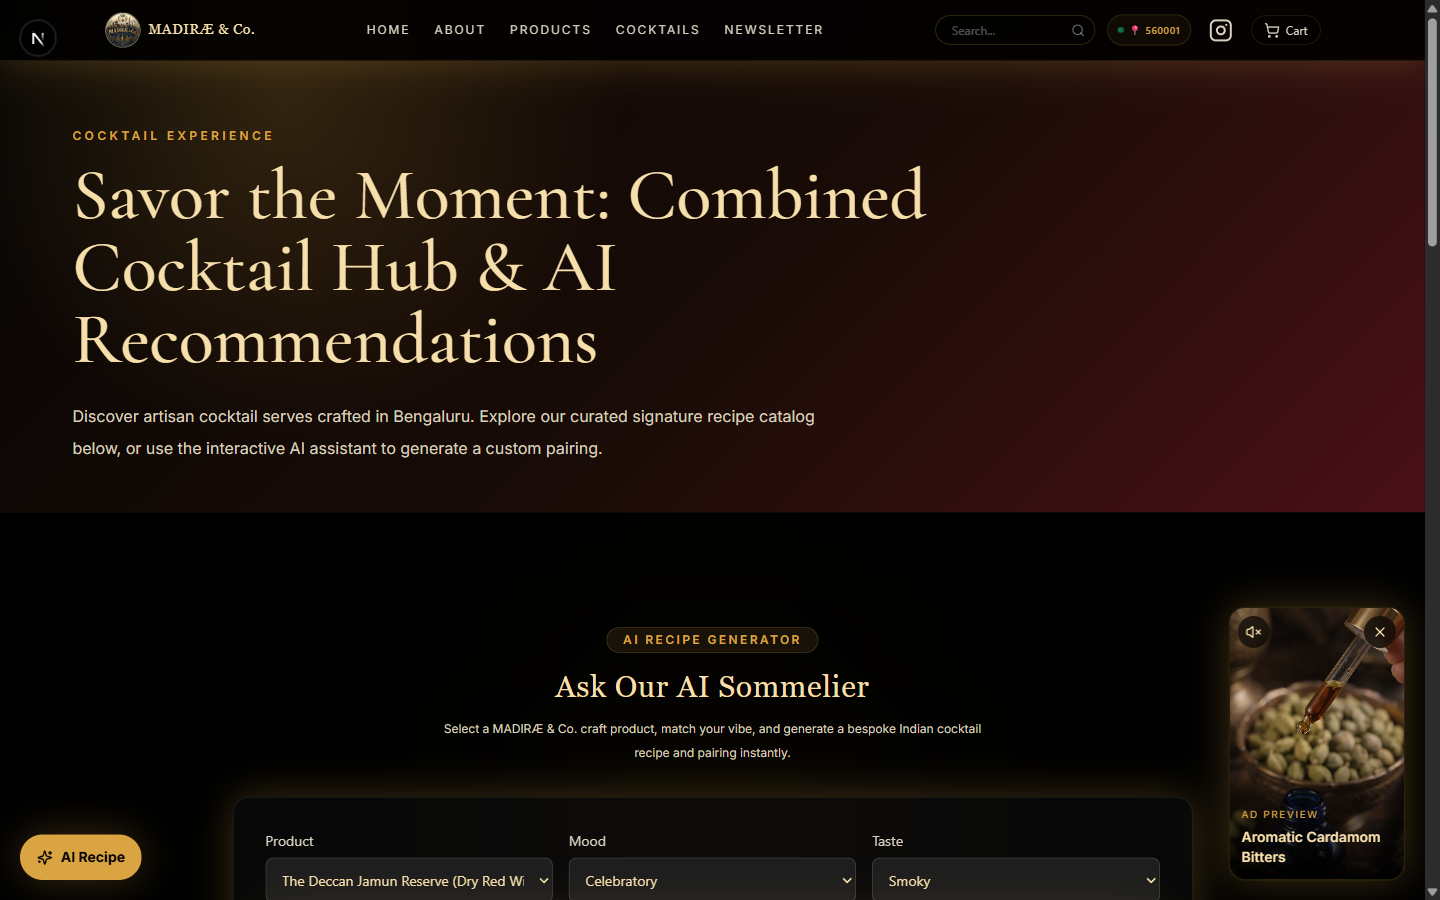 N
MADIRÆ & Co.
HOME
ABOUT
PRODUCTS
COCKTAILS
NEWSLETTER
Search...
560001
Cart
COCKTAIL EXPERIENCE
Savor the Moment: Combined
Cocktail Hub & AI
Recommendations
Discover artisan cocktail serves crafted in Bengaluru. Explore our curated signature recipe catalog
below, or use the interactive AI assistant to generate a custom pairing.
AI RECIPE GENERATOR
Ask Our AI Sommelier
Select a MADIRÆ & Co. craft product, match your vibe, and generate a bespoke Indian cocktail
recipe and pairing instantly.
Product
Mood
Taste
The Deccan Jamun Reserve (Dry Red Wi
Celebratory
Smoky
AI Recipe
AD PREVIEW
Aromatic Cardamom
Bitters